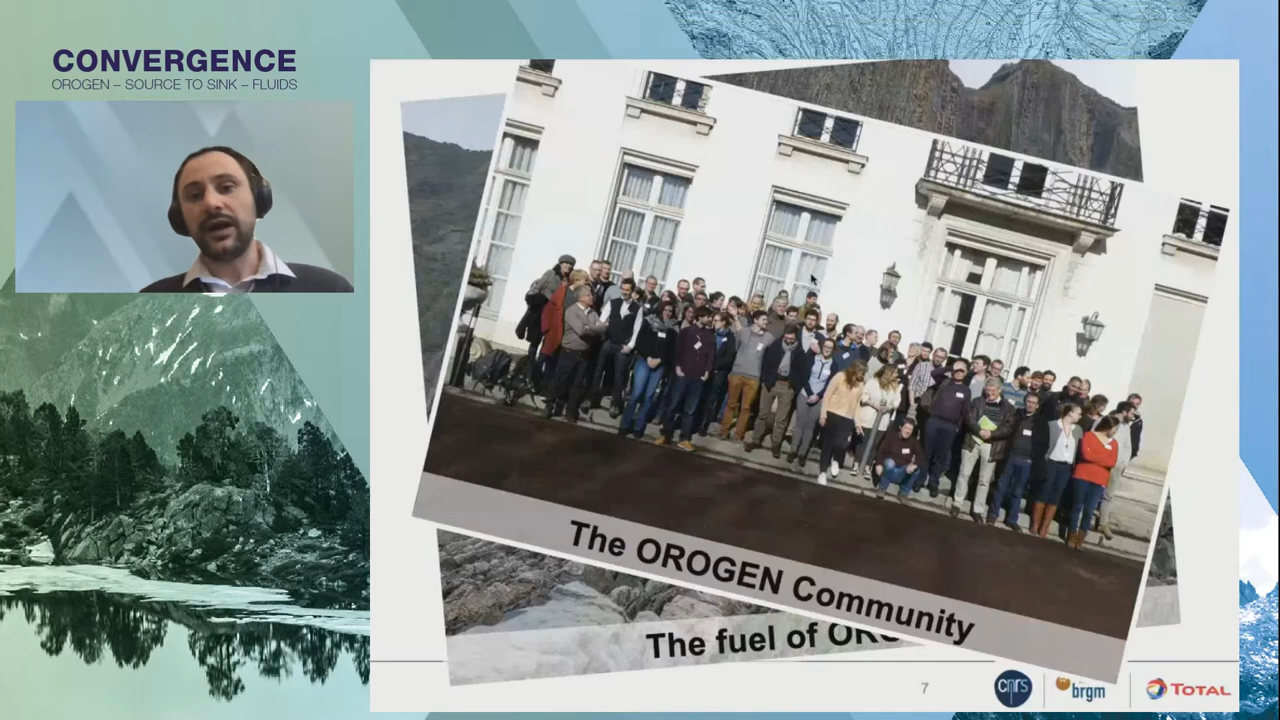 CONVERGENCE
OROGEN – SOURCE TO SINK – FLUIDS
The OROGEN Community
The fuel of
7
cnrs
brgm
TOTAL